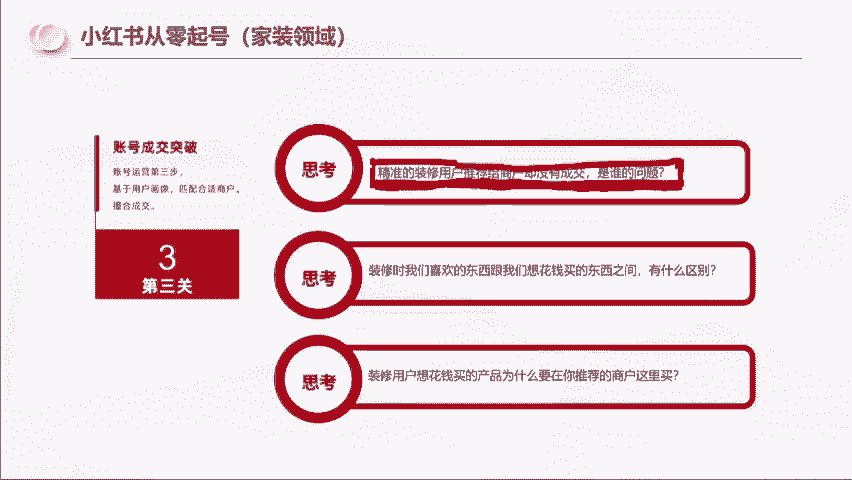 小红书从零起号（家装领域）
账号成交突破
账号运营第三步，
基于用户画像，匹配合适商户，
撮合成交。
3
第三关
思考
精准的装修用户推荐给商户却没有成交，是谁的问题？
思考
装修时我们喜欢的东西跟我们想花钱买的东西之间，有什么区别？
思考
装修用户想花钱买的产品为什么要在你推荐的商户这里买？